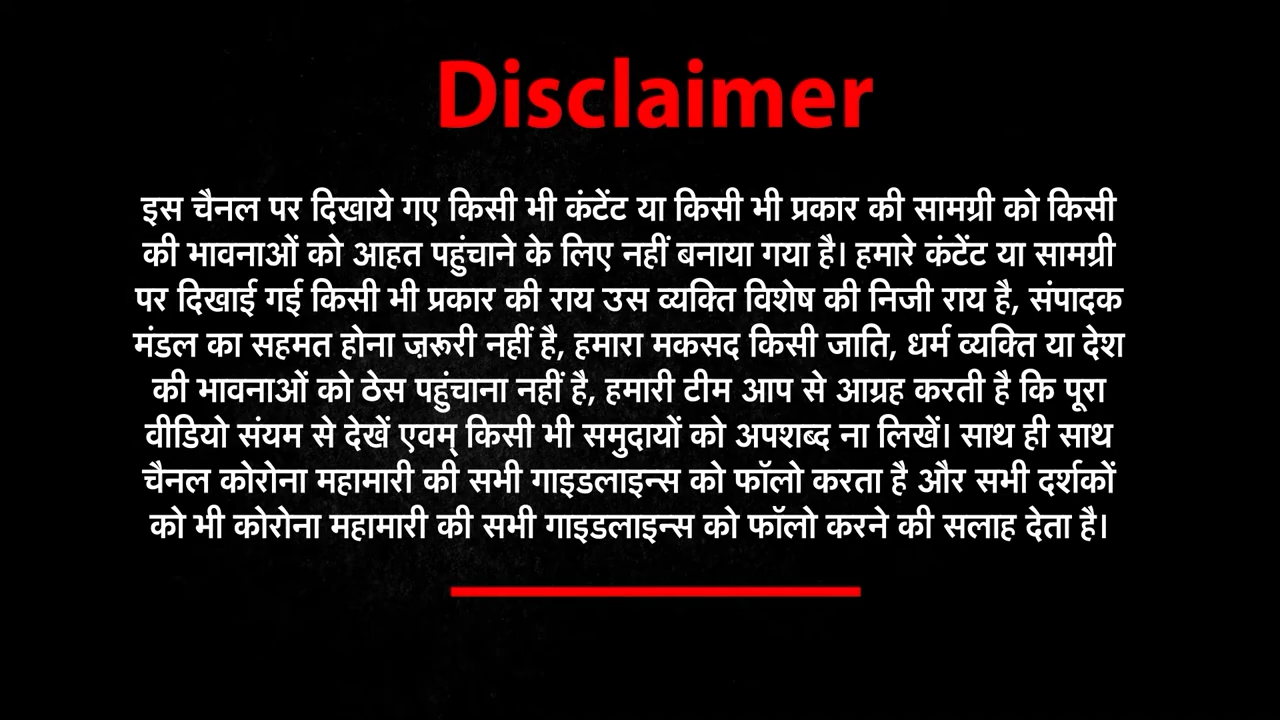 Disclaimer
इस चैनल पर दिखाये गए किसी भी कंटेंट या किसी भी प्रकार की सामग्री को किसी
की भावनाओं को आहत पहुंचाने के लिए नहीं बनाया गया है। हमारे कंटेंट या सामग्री
पर दिखाई गई किसी भी प्रकार की राय उस व्यक्ति विशेष की निजी राय है, संपादक
मंडल का सहमत होना ज़रूरी नहीं है, हमारा मकसद किसी जाति, धर्म व्यक्ति या देश
की भावनाओं को ठेस पहुंचाना नहीं है, हमारी टीम आप से आग्रह करती है कि पूरा
वीडियो संयम से देखें एवम् किसी भी समुदायों को अपशब्द ना लिखें। साथ ही साथ
चैनल कोरोना महामारी की सभी गाइडलाइन्स को फॉलो करता है और सभी दर्शकों
को भी कोरोना महामारी की सभी गाइडलाइन्स को फॉलो करने की सलाह देता है।